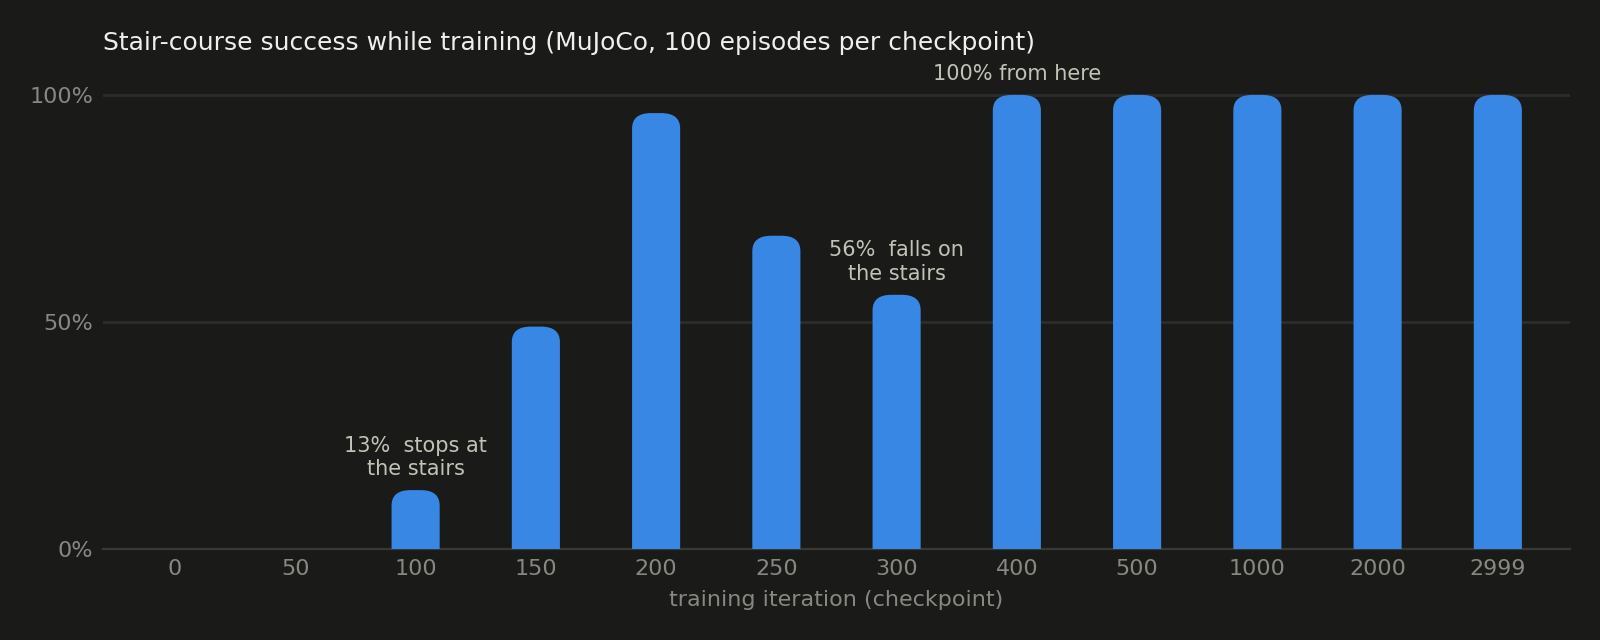 Stair-course success while training (MuJoCo, 100 episodes per checkpoint)
100% from here
100%
56%  falls on
the stairs
50%
13%  stops at
the stairs
0%
0 50 100 150 200 250 300 400 500 1000 2000 2999
training iteration (checkpoint)